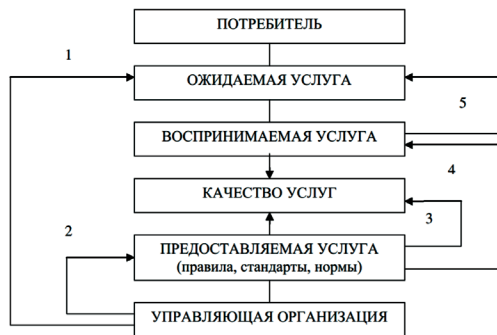 ПОТРЕБИТЕЛЬ
1
ОЖИДАЕМАЯ УСЛУГА
5
ВОСПРИНИМАЕМАЯ УСЛУГА
4
КАЧЕСТВО УСЛУГ
3
2
ПРЕДОСТАВЛЯЕМАЯ УСЛУГА
(правила, стандарты, нормы)
УПРАВЛЯЮЩАЯ ОРГАНИЗАЦИЯ